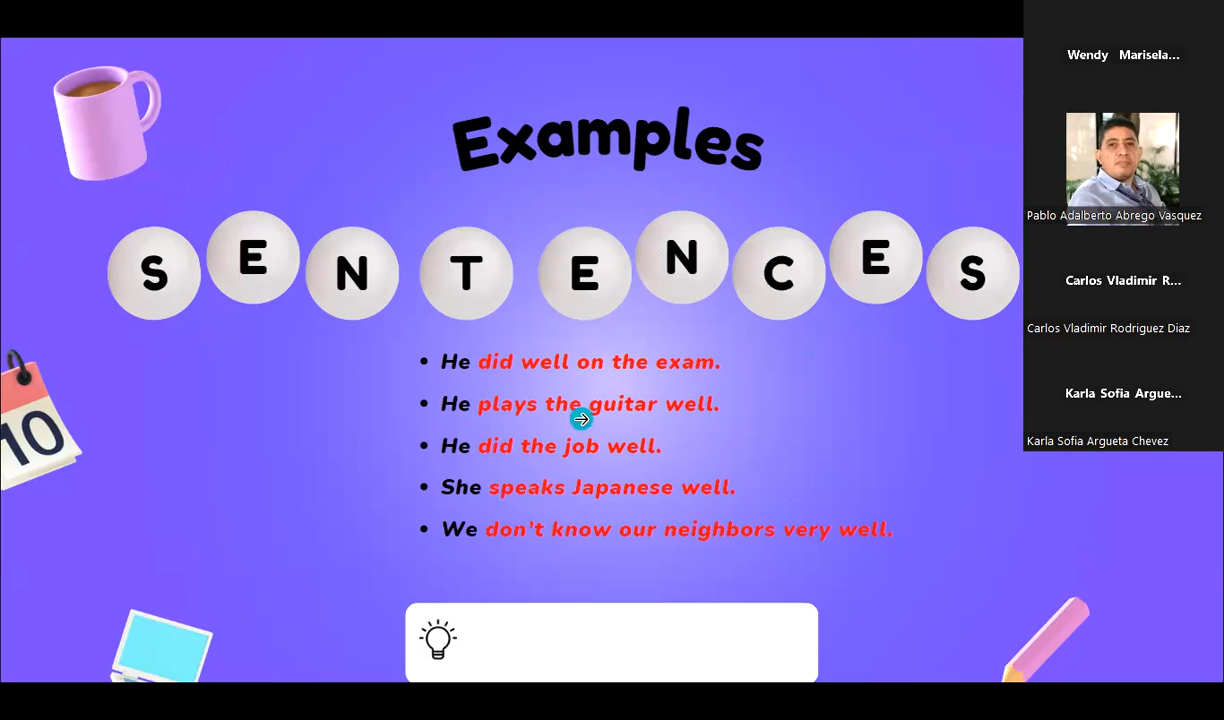 Examples
SENTENCES
• He did well on the exam.
• He plays the guitar well.
• He did the job well.
• She speaks Japanese well.
• We don't know our neighbors very well.
10
Wendy Marisela...
Pablo Adalberto Abrego Vasquez
Carlos Vladimir R...
Carlos Vladimir Rodriguez Diaz
Karla Sofia Argue...
Karla Sofia Argueta Chevez